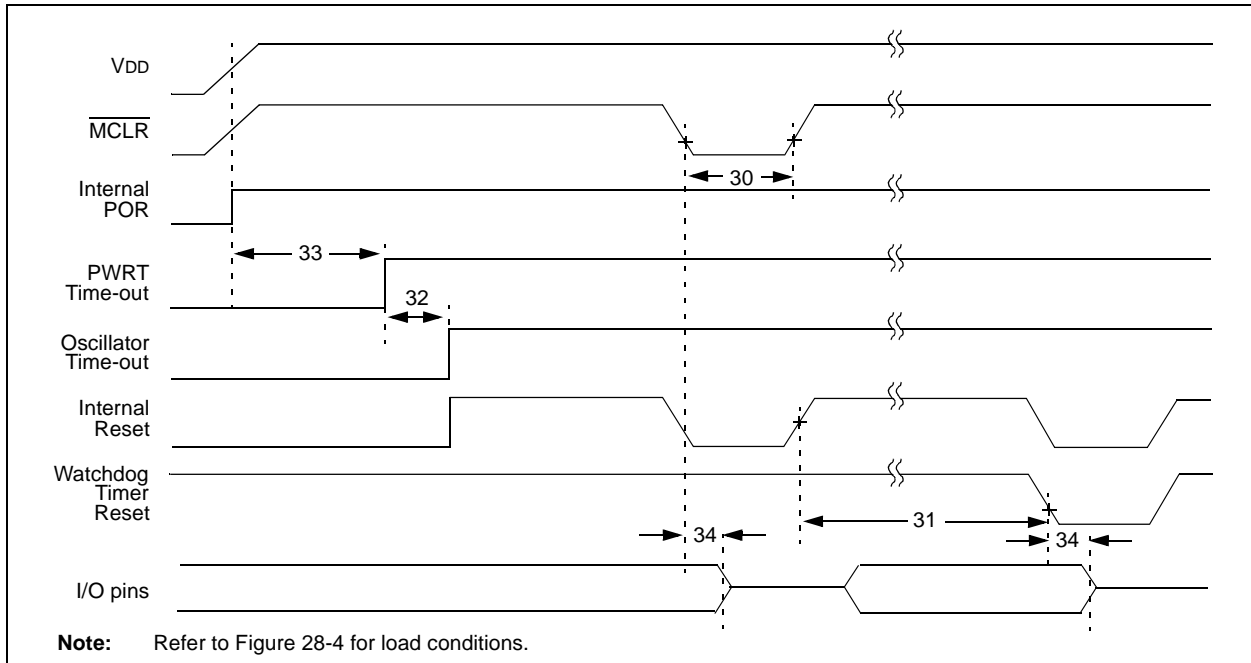 VDD
MCLR
30
Internal
POR
33
PWRT
Time-out
32
Oscillator
Time-out
Internal
Reset
Watchdog
Timer
Reset
31
34
34
I/O pins
Note: Refer to Figure 28-4 for load conditions.